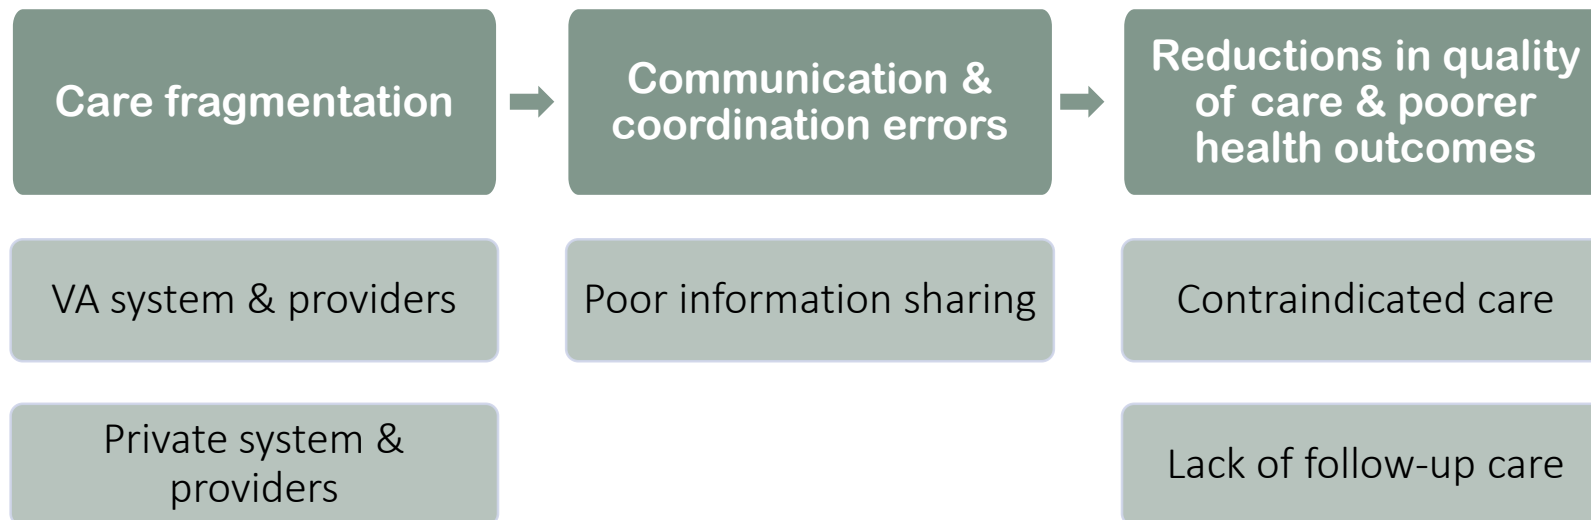 Care fragmentation
Communication &
coordination errors
Reductions in quality
of care & poorer
health outcomes
VA system & providers
Poor information sharing
Contraindicated care
Private system &
providers
Lack of follow-up care